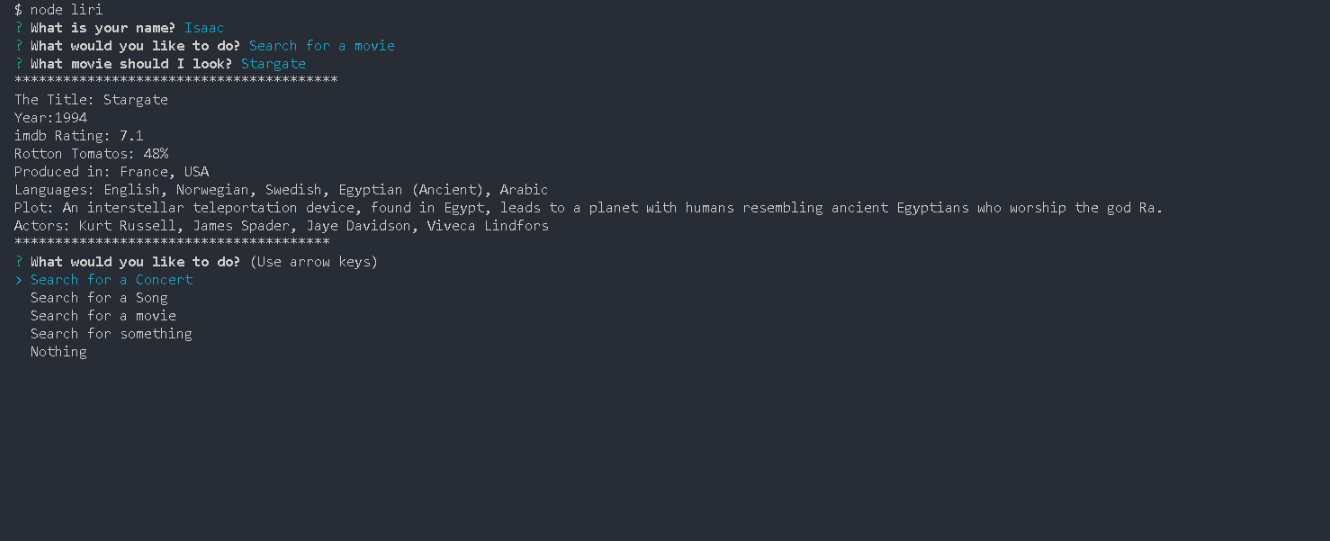 $ node liri
? What is your name? Isaac
? What would you like to do? Search for a movie
? What movie should I look? Stargate
****************************************
The Title: Stargate
Year:1994
imdb Rating: 7.1
Rotton Tomatos: 48%
Produced in: France, USA
Languages: English, Norwegian, Swedish, Egyptian (Ancient), Arabic
Plot: An interstellar teleportation device, found in Egypt, leads to a planet with humans resembling ancient Egyptians who worship the god Ra.
Actors: Kurt Russell, James Spader, Jaye Davidson, Viveca Lindfors
***************************************
? What would you like to do? (Use arrow keys)
> Search for a Concert
Search for a Song
Search for a movie
Search for something
Nothing